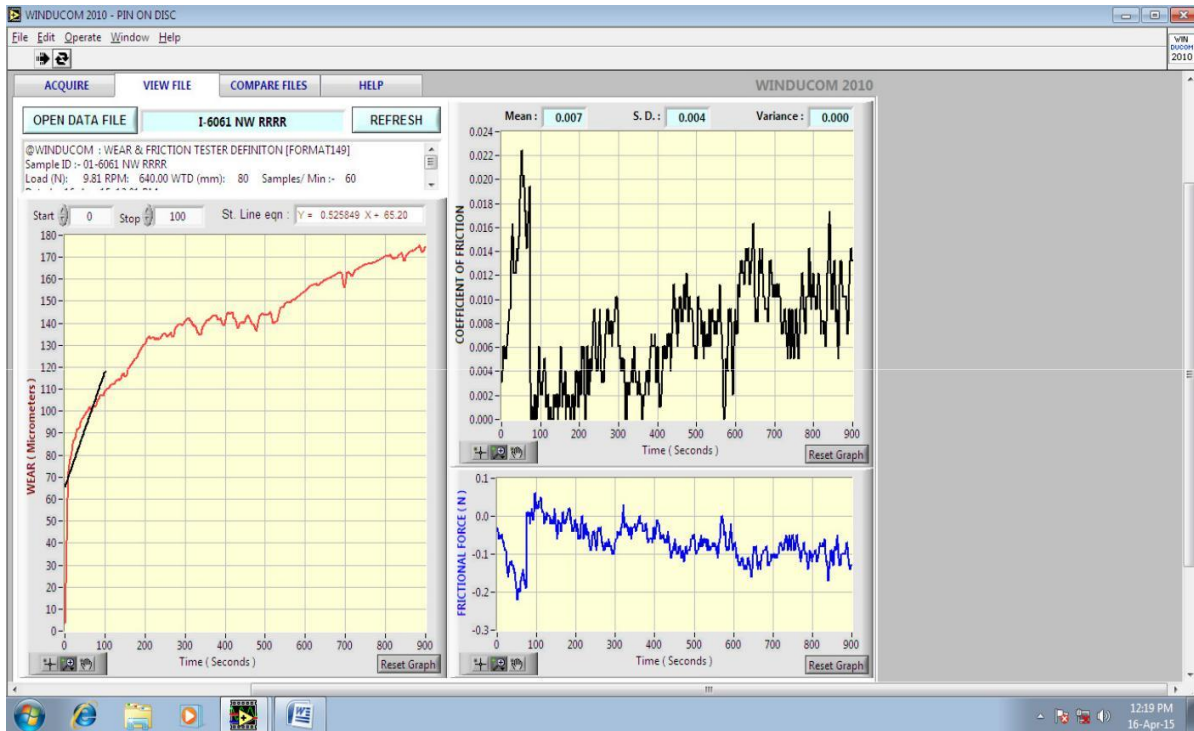 WINDUCOM 2010 - PIN ON DISC
File Edit Operate Window Help
WIN
DUCOM
2010
ACQUIRE VIEW FILE COMPARE FILES HELP
WINDUCOM 2010
OPEN DATA FILE I-6061 NW RRRR REFRESH
@WINDUCOM : WEAR & FRICTION TESTER DEFINITON [FORMAT149]
Sample ID :- 01-6061 NW RRRR
Load (N): 9.81 RPM: 640.00 WTD (mm): 80 Samples/ Min :- 60
Start 0 Stop 100 St. Line eqn : Y = 0.525849 X + 65.20
WEAR ( Micrometers )
180
170
160
150
140
130
120
110
100
90
80
70
60
50
40
30
20
10
0
0 100 200 300 400 500 600 700 800 900
Time ( Seconds )
Reset Graph
Mean : 0.007 S. D. : 0.004 Variance : 0.000
COEFFICIENT OF FRICTION
0.024
0.022
0.020
0.018
0.016
0.014
0.012
0.010
0.008
0.006
0.004
0.002
0.000
0 100 200 300 400 500 600 700 800 900
Time ( Seconds )
Reset Graph
FRICTIONAL FORCE ( N )
0.1
0.0
-0.1
-0.2
-0.3
0 100 200 300 400 500 600 700 800 900
Time ( Seconds )
Reset Graph
12:19 PM
16-Apr-15